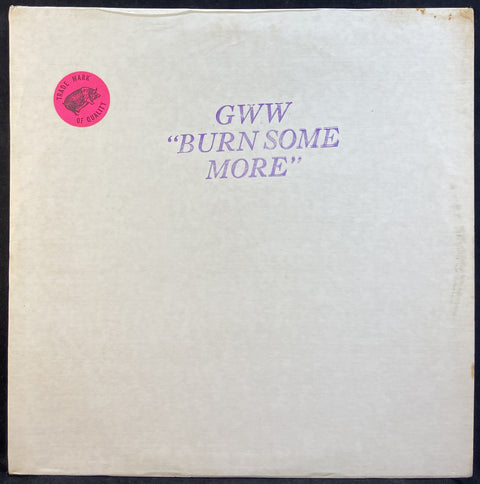 TRADE MARK
OF QUALITY
GWW
“BURN SOME
MORE”